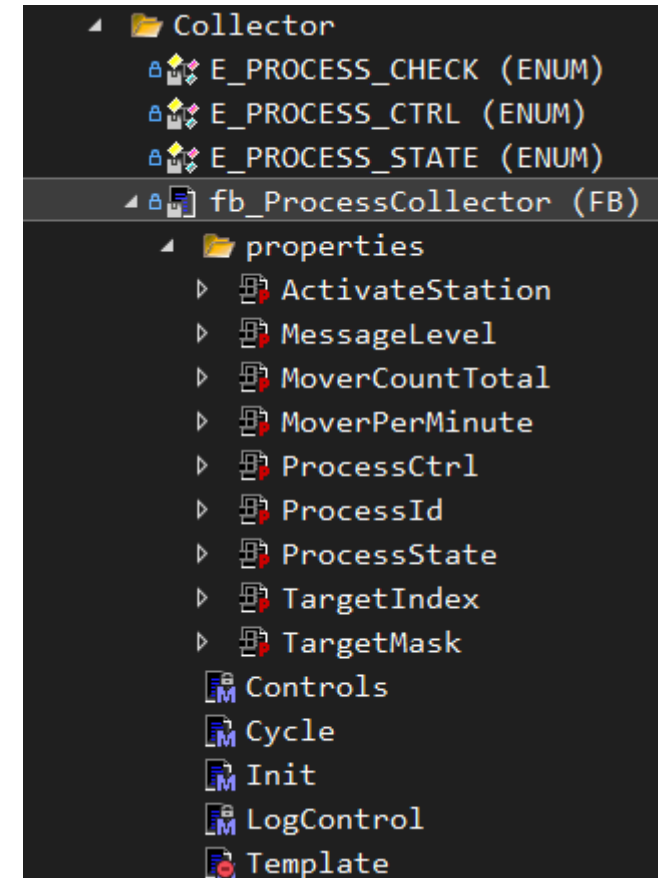 Collector
E_PROCESS_CHECK (ENUM)
E_PROCESS_CTRL (ENUM)
E_PROCESS_STATE (ENUM)
fb_ProcessCollector (FB)
properties
ActivateStation
MessageLevel
MoverCountTotal
MoverPerMinute
ProcessCtrl
ProcessId
ProcessState
TargetIndex
TargetMask
Controls
Cycle
Init
LogControl
Template